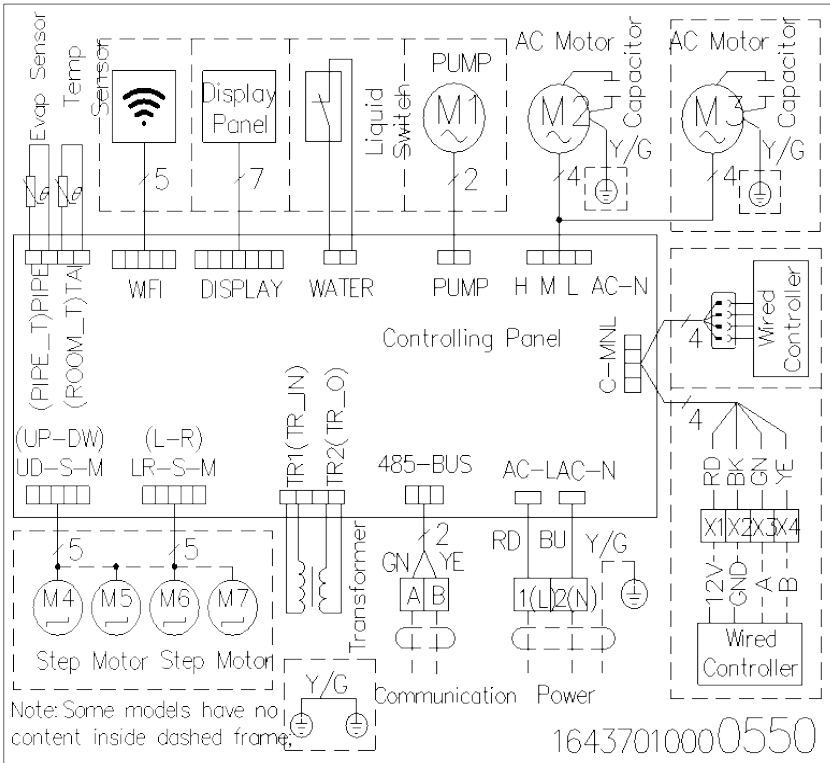 Evap Sensor
Temp Sensor
Display
Panel
Liquid
Switch
PUMP
M1
AC Motor
M2
Capacitor
Y/G
AC Motor
M3
Capacitor
Y/G
θ
θ
5
7
2
4
4
(PIPE_T)PIPE
(ROOM_T)TAI
WIFI
DISPLAY
WATER
PUMP
H M L AC-N
Controlling Panel
C-MNL
4
Wired
Controller
4
(UP-DW)
UD-S-M
(L-R)
LR-S-M
TR1(TR_IN)
TR2(TR_O)
485-BUS
AC-L
AC-N
RD
BK
GN
YE
X1
X2
X3
X4
12V
GND
A
B
Wired
Controller
5
5
M4
M5
M6
M7
Step Motor
Step Motor
Transformer
2
GN
YE
A
B
RD
BU
Y/G
1(L)
2(N)
Communication
Power
Y/G
Note: Some models have no
content inside dashed frame;
16437010000550